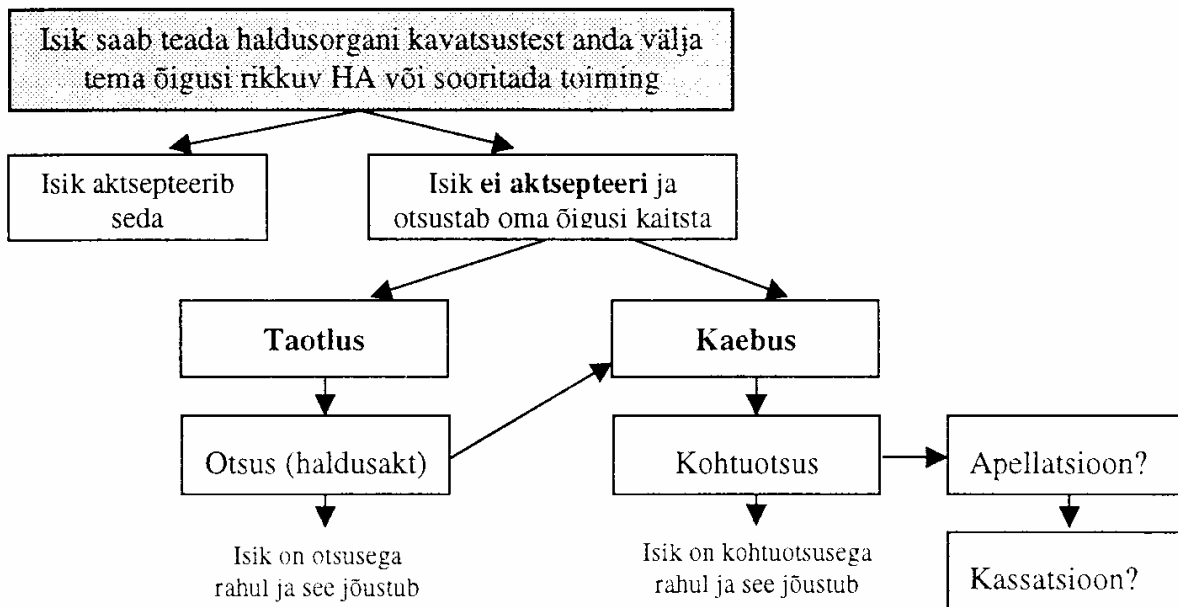 Isik saab teada haldusorgani kavatsustest anda välja
tema õigusi rikkuv HA või sooritada toiming
Isik aktsepteerib
seda
Isik ei aktsepteeri ja
otsustab oma õigusi kaitsta
Taotlus
Kaebus
Otsus (haldusakt)
Kohtuotsus
Apellatsioon?
Isik on otsusega
rahul ja see jõustub
Isik on kohtuotsusega
rahul ja see jõustub
Kassatsioon?